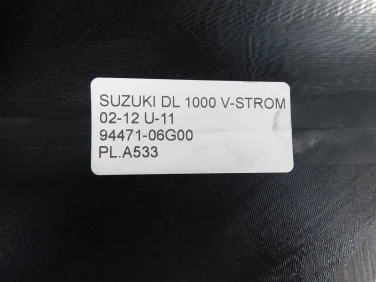 SUZUKI DL 1000 V-STROM
02-12 U-11
94471-06G00
PL.A533